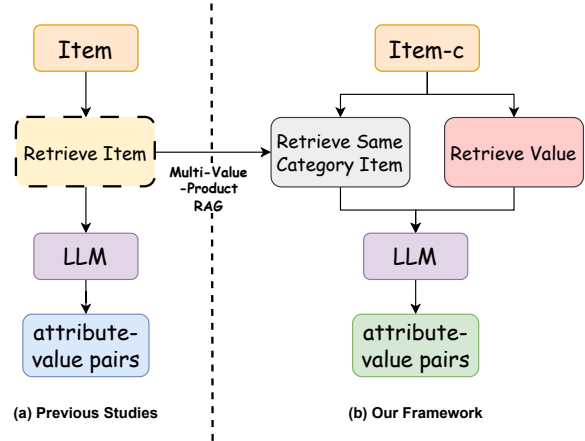 Item
Retrieve Item
LLM
attribute-
value pairs
(a) Previous Studies
Multi-Value
-Product
RAG
Item-c
Retrieve Same
Category Item
Retrieve Value
LLM
attribute-
value pairs
(b) Our Framework